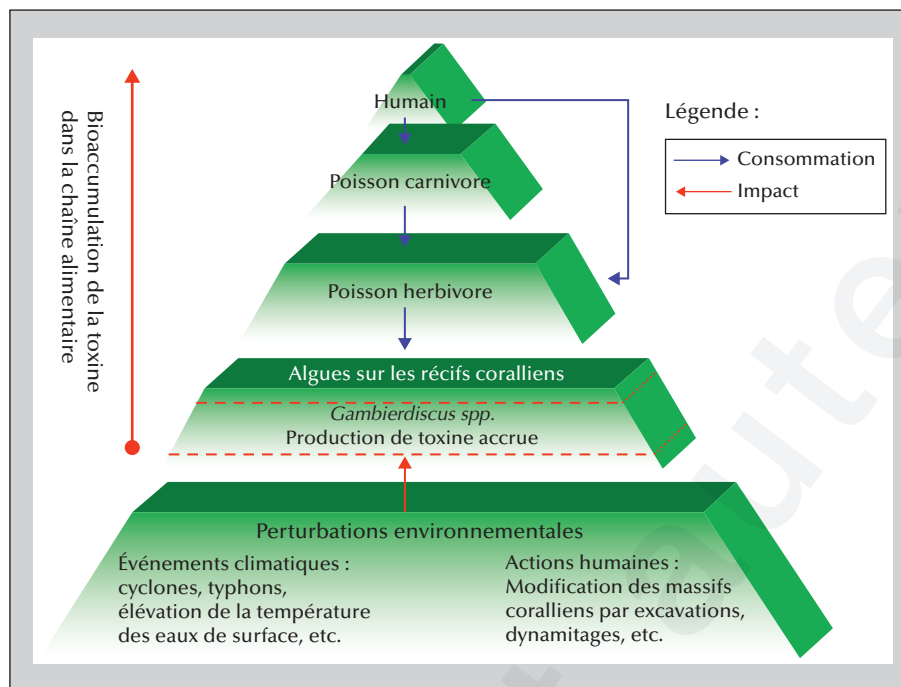 Humain
Poisson carnivore
Poisson herbivore
Algues sur les récifs coralliens
Gambierdiscus spp.
Production de toxine accrue
Perturbations environnementales
Événements climatiques :
cyclones, typhons,
élévation de la température
des eaux de surface, etc.
Actions humaines :
Modification des massifs
coralliens par excavations,
dynamitages, etc.
Bioaccumulation de la toxine
dans la chaîne alimentaire
Légende :
Consommation
Impact